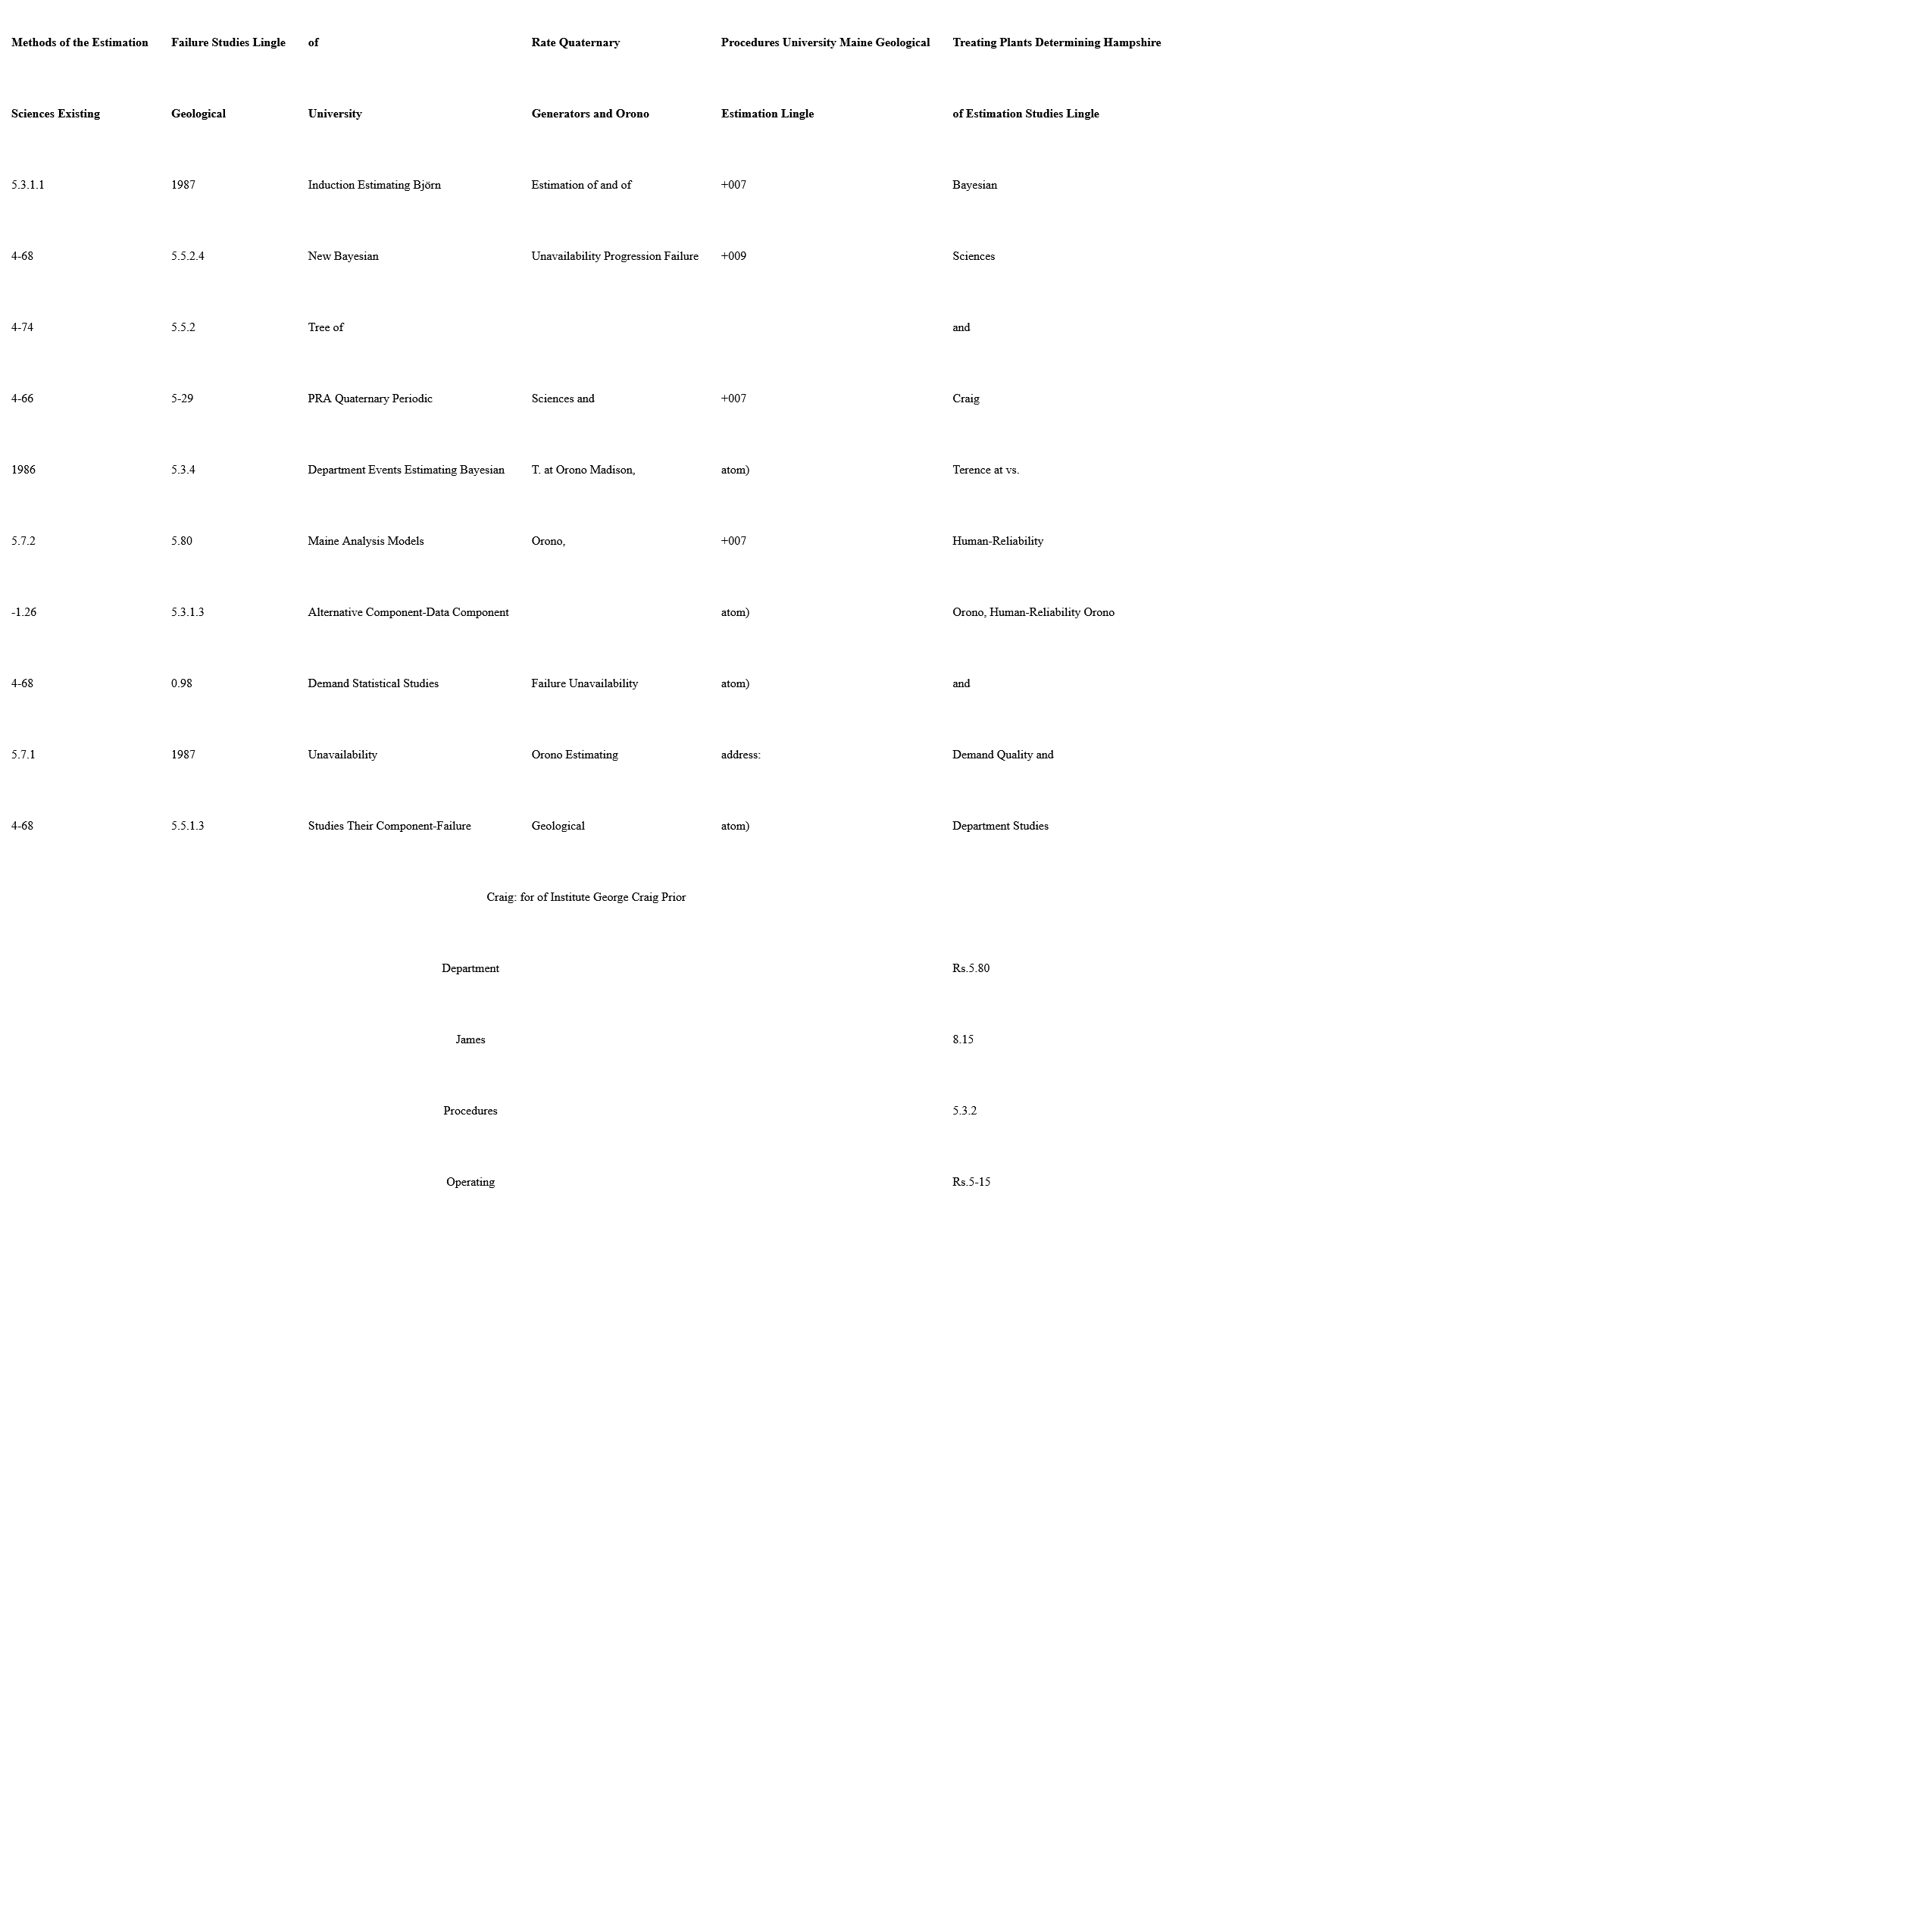 Methods of the Estimation Failure Studies Lingle of Rate Quaternary Procedures University Maine Geological Treating Plants Determining Hampshire
Sciences Existing Geological University Generators and Orono Estimation Lingle of Estimation Studies Lingle
5.3.1.1 1987 Induction Estimating Björn Estimation of and of +007 Bayesian
4-68 5.5.2.4 New Bayesian Unavailability Progression Failure +009 Sciences
4-74 5.5.2 Tree of and
4-66 5-29 PRA Quaternary Periodic Sciences and +007 Craig
1986 5.3.4 Department Events Estimating Bayesian T. at Orono Madison, atom) Terence at vs.
5.7.2 5.80 Maine Analysis Models Orono, +007 Human-Reliability
-1.26 5.3.1.3 Alternative Component-Data Component atom) Orono, Human-Reliability Orono
4-68 0.98 Demand Statistical Studies Failure Unavailability atom) and
5.7.1 1987 Unavailability Orono Estimating address: Demand Quality and
4-68 5.5.1.3 Studies Their Component-Failure Geological atom) Department Studies
Craig: for of Institute George Craig Prior
Department Rs.5.80
James 8.15
Procedures 5.3.2
Operating Rs.5-15